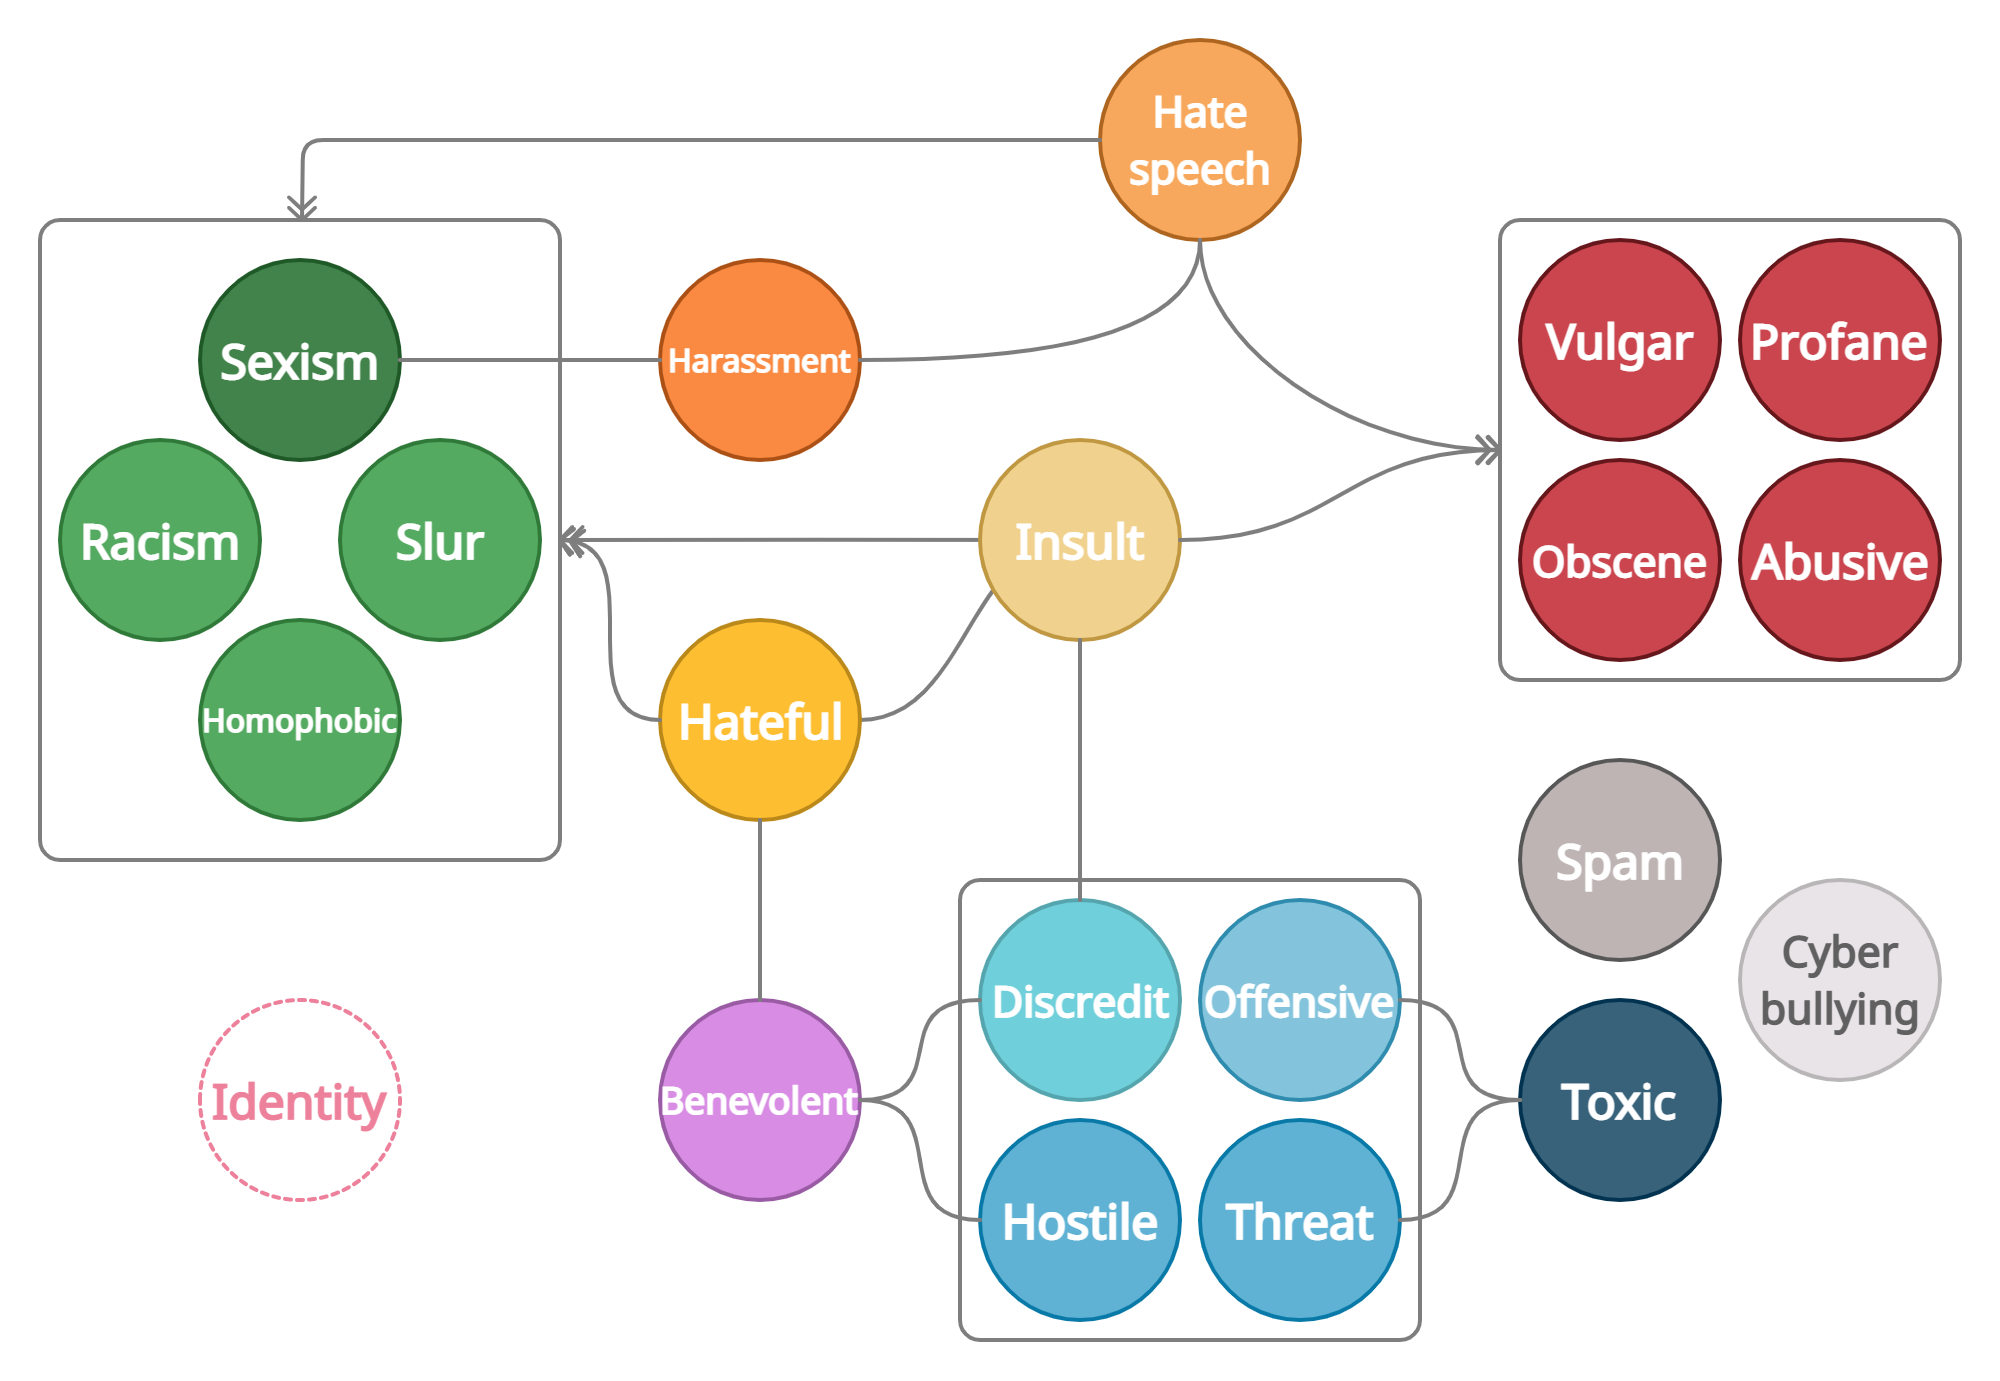 Hate
speech
Sexism
Harassment
Vulgar
Profane
Racism
Slur
Insult
Obscene
Abusive
Homophobic
Hateful
Spam
Cyber
bullying
Discredit
Offensive
Identity
Benevolent
Toxic
Hostile
Threat